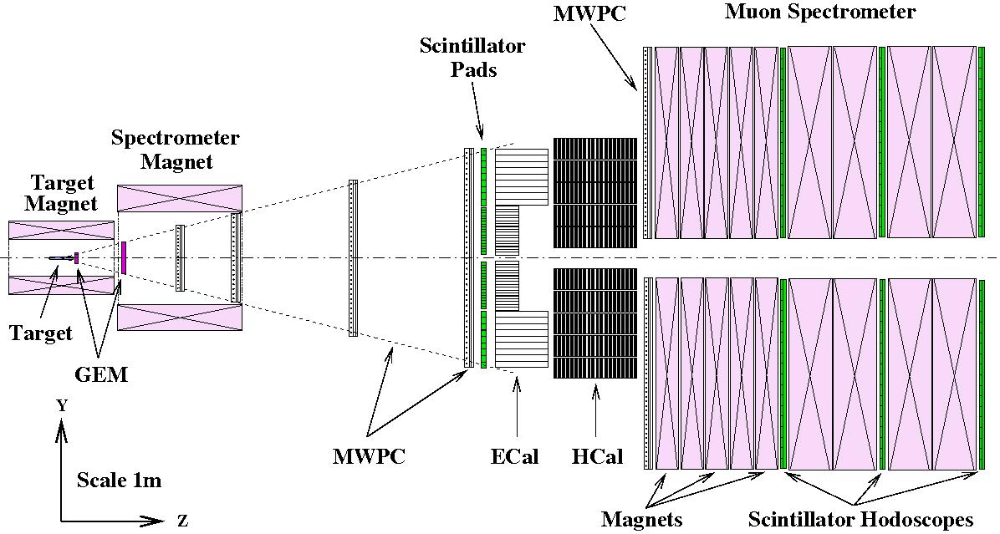 MWPC
Muon Spectrometer
Scintillator
Pads
Spectrometer
Magnet
Target
Magnet
Target
GEM
Y
MWPC
ECal
HCal
Scale 1m
Z
Magnets
Scintillator Hodoscopes